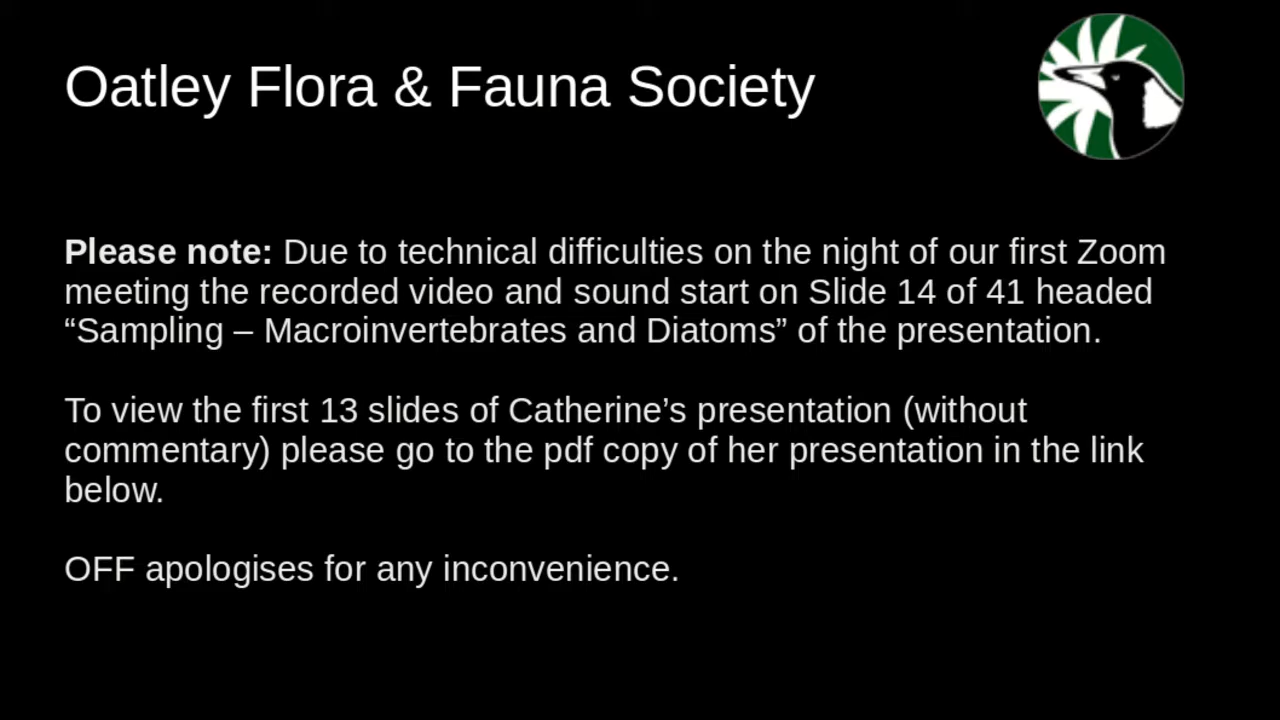 Oatley Flora & Fauna Society
Please note: Due to technical difficulties on the night of our first Zoom
meeting the recorded video and sound start on Slide 14 of 41 headed
“Sampling – Macroinvertebrates and Diatoms” of the presentation.
To view the first 13 slides of Catherine’s presentation (without
commentary) please go to the pdf copy of her presentation in the link
below.
OFF apologises for any inconvenience.